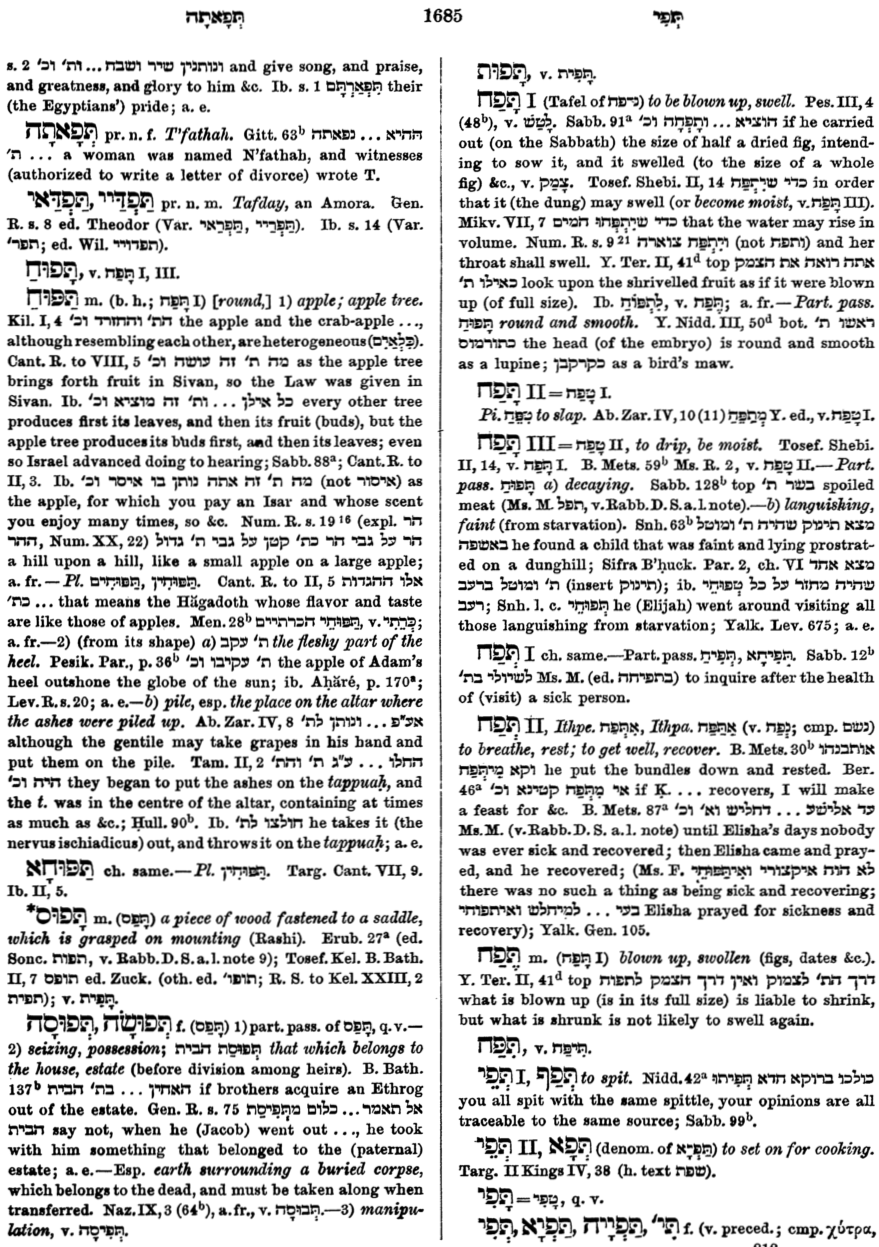 תְּפָאתָה 1685 תְּפִי
s. 2 ונותנין שיר ושבח ... ות׳ וכ׳ and give song, and praise,
and greatness, and glory to him &c. Ib. s. 1 תִּפְאַרְתָּם their
(the Egyptians') pride; a. e.
תְּפָאתָה pr. n. f. T'fathah. Gitt. 63b ההיא ... נפאתה
ת׳ ... a woman was named N'fathah, and witnesses
(authorized to write a letter of divorce) wrote T.
תַּפְדַּיי, תַּפְדַּאי pr. n. m. Tafday, an Amora. Gen.
R. s. 8 ed. Theodor (Var. תַּפְרַיי, תַּפְרַאי). Ib. s. 14 (Var.
תפרי׳; ed. Wil. תפדויי).
תָּפוּחַ, v. תָּפַח I, III.
תַּפּוּחַ m. (b. h.; תָּפַח I) [round,] 1) apple; apple tree.
Kil. I, 4 הת׳ והחזרד וכ׳ the apple and the crab-apple ...,
although resembling each other, are heterogeneous (כִּלְאַיִם).
Cant. R. to VIII, 5 מה ת׳ זה עושה וכ׳ as the apple tree
brings forth fruit in Sivan, so the Law was given in
Sivan. Ib. כל אילן ... ות׳ זה מוציא וכ׳ every other tree
produces first its leaves, and then its fruit (buds), but the
apple tree produces its buds first, and then its leaves; even
so Israel advanced doing to hearing; Sabb. 88a; Cant. R. to
II, 3. Ib. מה ת׳ זה אתה נותן בו איסר וכ׳ (not איסור) as
the apple, for which you pay an Isar and whose scent
you enjoy many times, so &c. Num. R. s. 19 16 (expl. הר
ההר, Num. XX, 22) הר על גבי הר כת׳ קטן על גבי ת׳ גדול
a hill upon a hill, like a small apple on a large apple;
a. fr.—Pl. תַּפּוּחִין, תַּפּוּחִים. Cant. R. to II, 5 אלו ההגדות
כת׳ ... that means the Hăgadoth whose flavor and taste
are like those of apples. Men. 28b תַּפּוּחֵי הכרתיים, v. כְּרֵתִי;
a. fr.—2) (from its shape) a) ת׳ עקב the fleshy part of the
heel. Pesik. Par., p. 36b ת׳ עקיבו וכ׳ the apple of Adam's
heel outshone the globe of the sun; ib. Aḥăré, p. 170a;
Lev. R. s. 20; a. e.—b) pile, esp. the place on the altar where
the ashes were piled up. Ab. Zar. IV, 8 אע״פ ... ונותן לת׳
although the gentile may take grapes in his hand and
put them on the pile. Tam. II, 2 החלו ... ע״ג ת׳ והת׳
היה וכ׳ they began to put the ashes on the tappuaḥ, and
the t. was in the centre of the altar, containing at times
as much as &c.; Ḥull. 90b. Ib. חולצו לת׳ he takes it (the
nervus ischiadicus) out, and throws it on the tappuaḥ; a. e.
תַּפּוּחָא ch. same.—Pl. תַּפּוּחִין. Targ. Cant. VII, 9.
Ib. II, 5.
*תָּפוּס m. (תָּפַס) a piece of wood fastened to a saddle,
which is grasped on mounting (Rashi). Erub. 27a (ed.
Sonc. תפות, v. Rabb. D. S. a. l. note 9); Tosef. Kel. B. Bath.
II, 7 תופס ed. Zuck. (oth. ed. תופי׳; R. S. to Kel. XXIII, 2
תפית); v. תָּפִית.
תְּפוּסָה, תְּפוּשָׂה f. (תָּפַס) 1) part. pass. of תָּפַס, q. v.—
2) seizing, possession; תְּפוּסַת הבית that which belongs to
the house, estate (before division among heirs). B. Bath.
137b האחין ... בת׳ הבית if brothers acquire an Ethrog
out of the estate. Gen. R. s. 75 אל תאמר ... כלום מתְּפִיסַת
הבית say not, when he (Jacob) went out ..., he took
with him something that belonged to the (paternal)
estate; a. e.—Esp. earth surrounding a buried corpse,
which belongs to the dead, and must be taken along when
transferred. Naz. IX, 3 (64b), a. fr., v. תְּבוּסָה.—3) manipu-
lation, v. תְּפִיסָה.
תָּפוּת, v. תָּפִית.
תָּפַח I (Tafel of נפח) to be blown up, swell. Pes. III, 4
(48b), v. לָטַשׁ. Sabb. 91a הוציא ... ותָפְחָה וכ׳ if he carried
out (on the Sabbath) the size of half a dried fig, intend-
ing to sow it, and it swelled (to the size of a whole
fig) &c., v. צָמַק. Tosef. Shebi. II, 14 כדי שיִתְפַּח in order
that it (the dung) may swell (or become moist, v. תָּפַח III).
Mikv. VII, 7 כדי שיִּתְפְּחוּ המים that the water may rise in
volume. Num. R. s. 9 21 ויִתְפַּח צוארה (not ותפח) and her
throat shall swell. Y. Ter. II, 41d top אתה רואה את הצמק
כאילו ת׳ look upon the shrivelled fruit as if it were blown
up (of full size). Ib. לִתְפּוֹחַ, v. תָּפֵחַ; a. fr.—Part. pass.
תָּפוּחַ round and smooth. Y. Nidd. III, 50d bot. ראשו ת׳
כתורמוס the head (of the embryo) is round and smooth
as a lupine; כקרקבן as a bird's maw.
תָּפַח II = טָפַח I.
Pi. טִפַּח to slap. Ab. Zar. IV, 10 (11) מְתַפֵּחַ Y. ed., v. טָפַח I.
תָּפַח III = טָפַח II, to drip, be moist. Tosef. Shebi.
II, 14, v. תָּפַח I. B. Mets. 59b Ms. R. 2, v. טָפַח II.—Part.
pass. תָּפוּחַ a) decaying. Sabb. 128b top בשר ת׳ spoiled
meat (Ms. M. תפל, v. Rabb. D. S. a. l. note).—b) languishing,
faint (from starvation). Snh. 63b מצא תינוק שהיה ת׳ ומוטל
באשפה he found a child that was faint and lying prostrat-
ed on a dunghill; Sifra B'ḥuck. Par. 2, ch. VI מצא אחד
ת׳ ומוטל ברעב (insert תינוק); ib. שהיה מחזר על כל טְפוּחֵי
רעב; Snh. l. c. תְּפוּחֵי he (Elijah) went around visiting all
those languishing from starvation; Yalk. Lev. 675; a. e.
תְּפַח I ch. same.—Part. pass. תְּפִיחַ, תְּפִיחָא. Sabb. 12b
לשיולי בת׳ Ms. M. (ed. בתפיחה) to inquire after the health
of (visit) a sick person.
תְּפַח II, Ithpe. אִתְּפַח, Ithpa. אִתַּפַּח (v. נְפַח; cmp. נשם)
to breathe, rest; to get well, recover. B. Mets. 30b אותבנהו
וקא מִיתְּפַח he put the bundles down and rested. Ber.
46a אי מִתְּפַח קטינא וכ׳ if Ḳ. ... recovers, I will make
a feast for &c. B. Mets. 87a עד אלישע ... דחליש וא׳ וכ׳
Ms. M. (v. Rabb. D. S. a. l. note) until Elisha's days nobody
was ever sick and recovered; then Elisha came and pray-
ed, and he recovered; (Ms. F. לא הוה איקצורי ואִיתַּפּוּחֵי
there was no such a thing as being sick and recovering;
בעי ... למיחלש ואיתפוחי Elisha prayed for sickness and
recovery); Yalk. Gen. 105.
תָּפֵחַ m. (תָּפַח I) blown up, swollen (figs, dates &c.).
Y. Ter. II, 41d top דרך הת׳ לצמוק ואין דרך הצמק לתפוח
what is blown up (is in its full size) is liable to shrink,
but what is shrunk is not likely to swell again.
תָּפַּח, v. תִּיפַּח.
תְּפֵי I, תְּפַף to spit. Nidd. 42a כולכו ברוקא חדא תְּפִיתּוּ
you all spit with the same spittle, your opinions are all
traceable to the same source; Sabb. 99b.
תְּפֵי II, תְּפָא (denom. of תְּפַיָּא) to set on for cooking.
Targ. II Kings IV, 38 (h. text שפת).
תָּפֵי = טָפֵי, q. v.
תְּפִי, תְּפְיָא, תַּפְיָיה, תֵּי׳ f. (v. preced.; cmp. χύτρα,